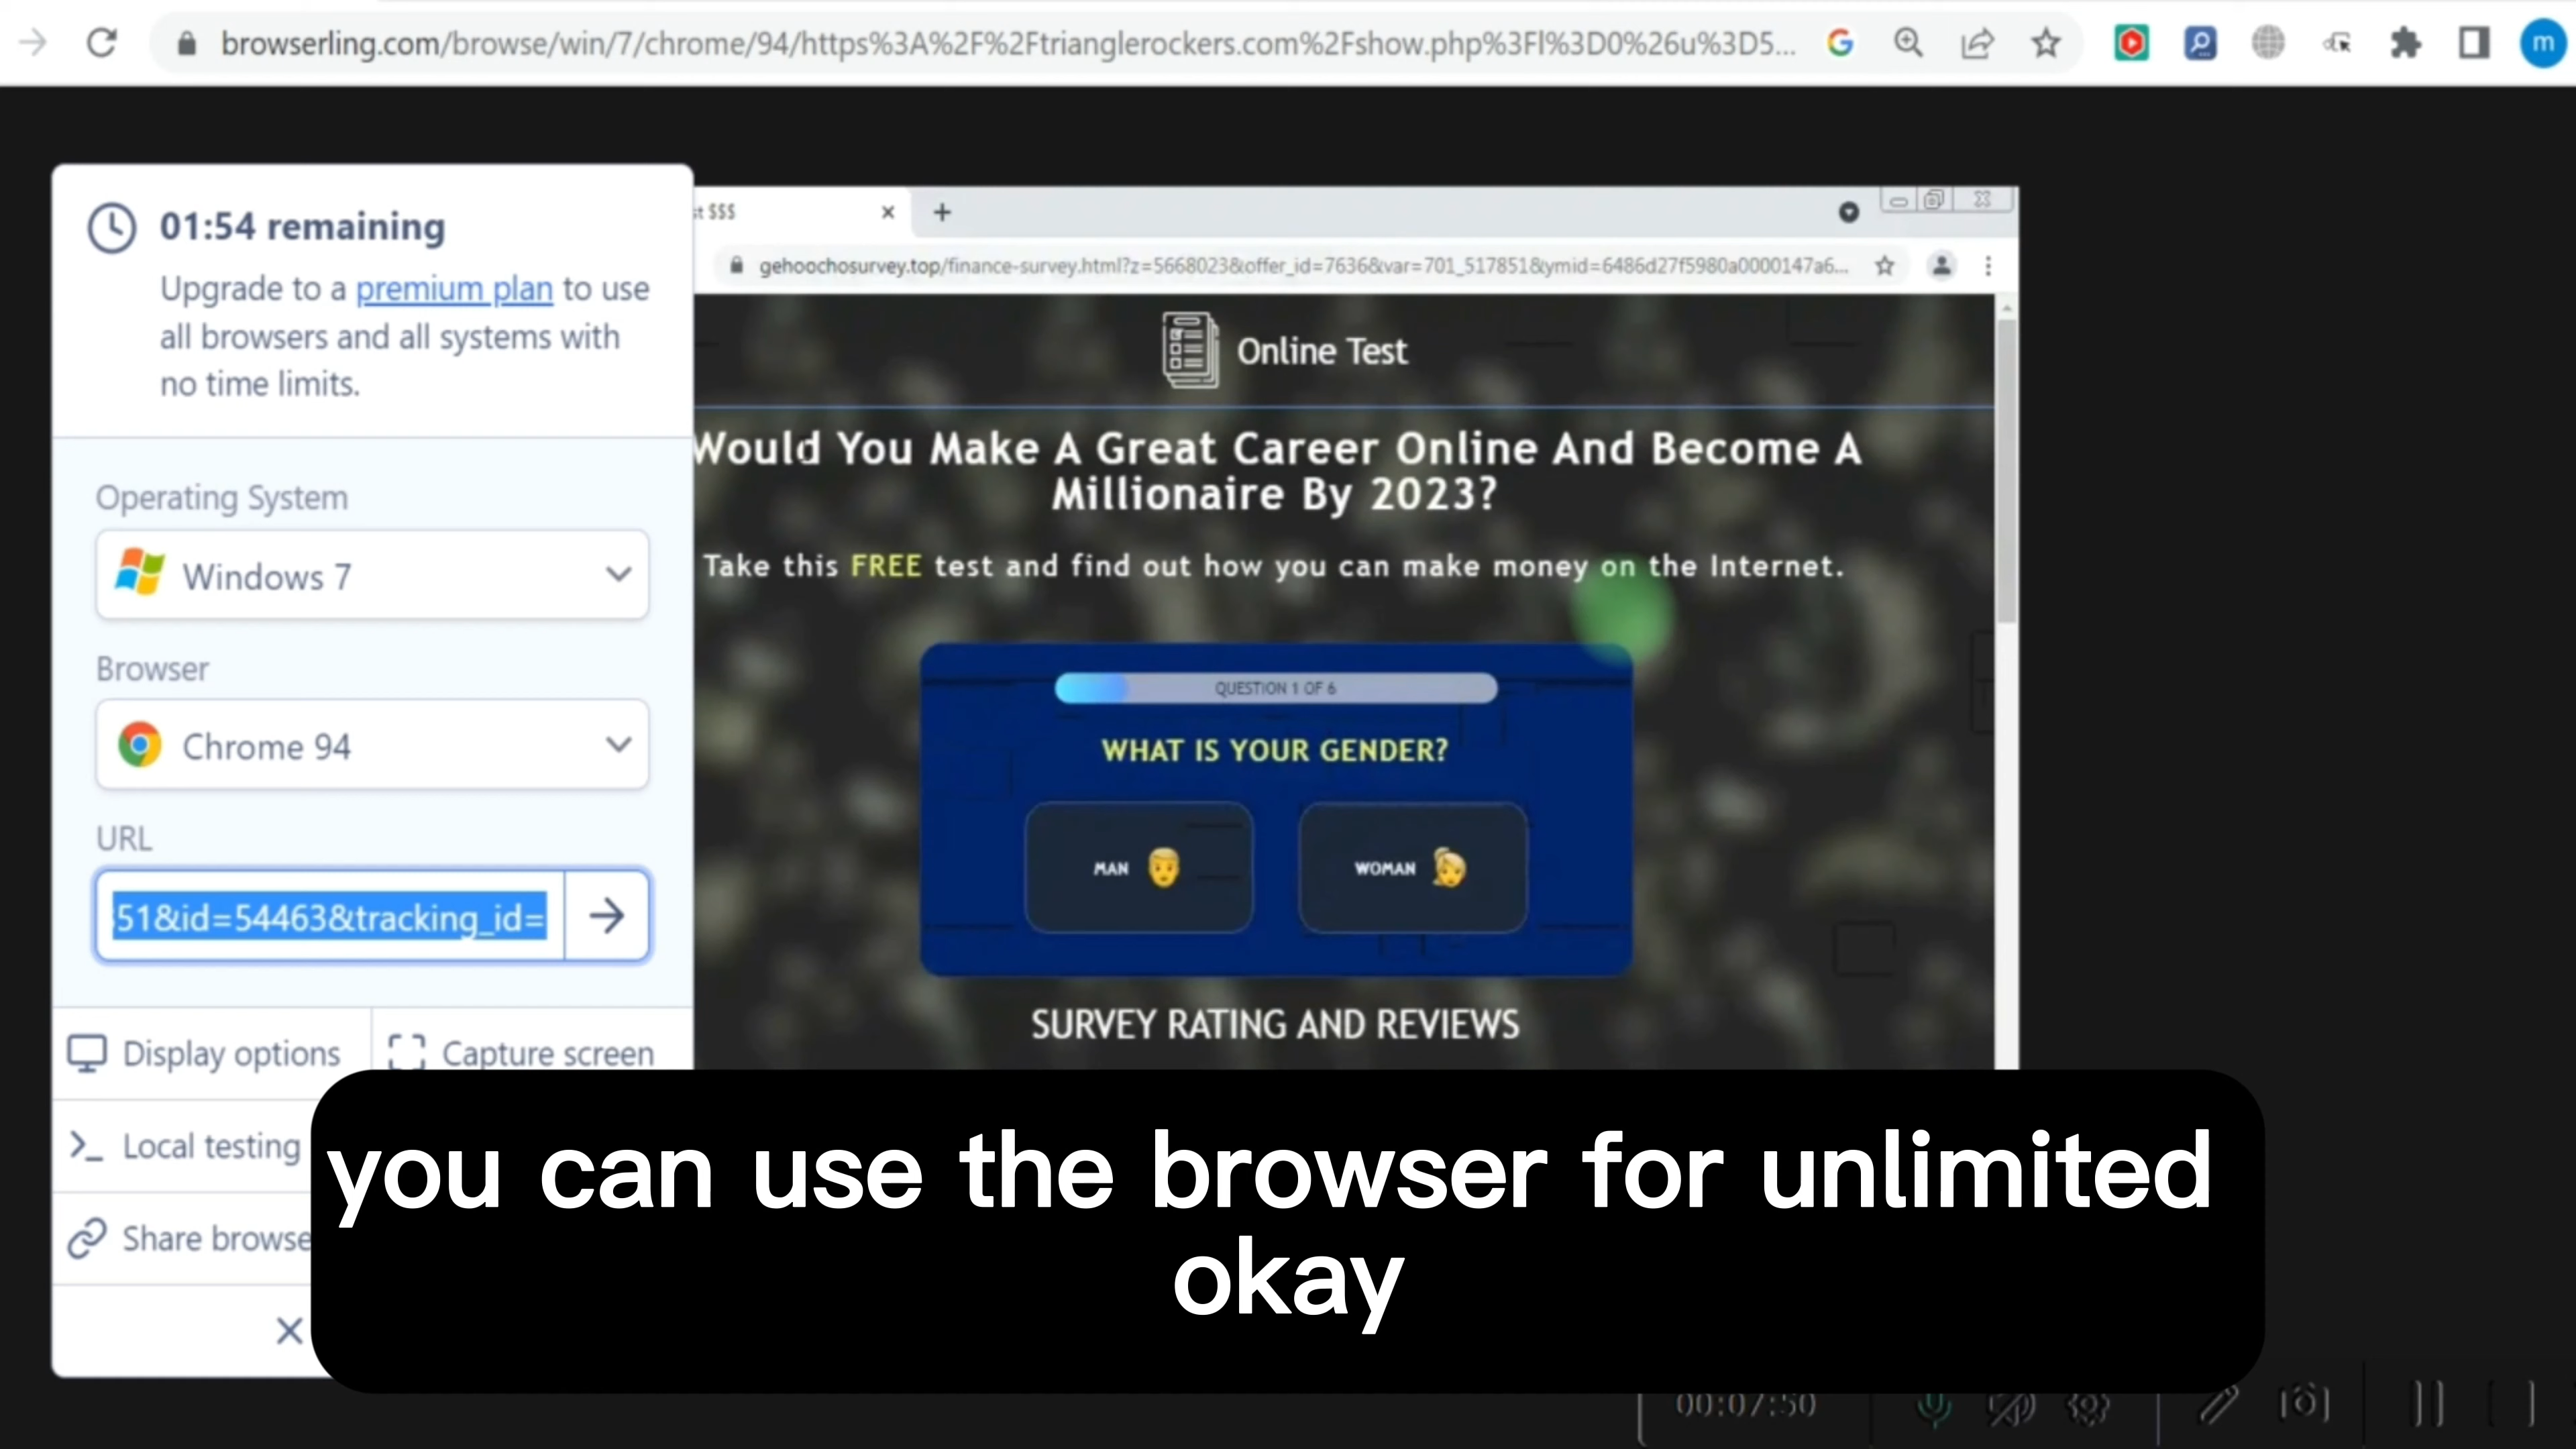 browserling.com/browse/win/7/chrome/94/https%3A%2F%2Ftrianglerockers.com%2Fshow.php%3Fl%3D0%26u%3D5...
m
01:54 remaining
Upgrade to a premium plan to use
all browsers and all systems with
no time limits.
Operating System
Windows 7
Browser
Chrome 94
URL
51&id=54463&tracking_id=
Display options
Capture screen
Local testing
Share browse
st $$$
gehoochosurvey.top/finance-survey.html?z=5668023&offer_id=7636&var=701_517851&ymid=6486d27f5980a0000147a6...
Online Test
Would You Make A Great Career Online And Become A
Millionaire By 2023?
Take this FREE test and find out how you can make money on the Internet.
QUESTION 1 OF 6
WHAT IS YOUR GENDER?
MAN
WOMAN
SURVEY RATING AND REVIEWS
you can use the browser for unlimited
okay
00:07:50